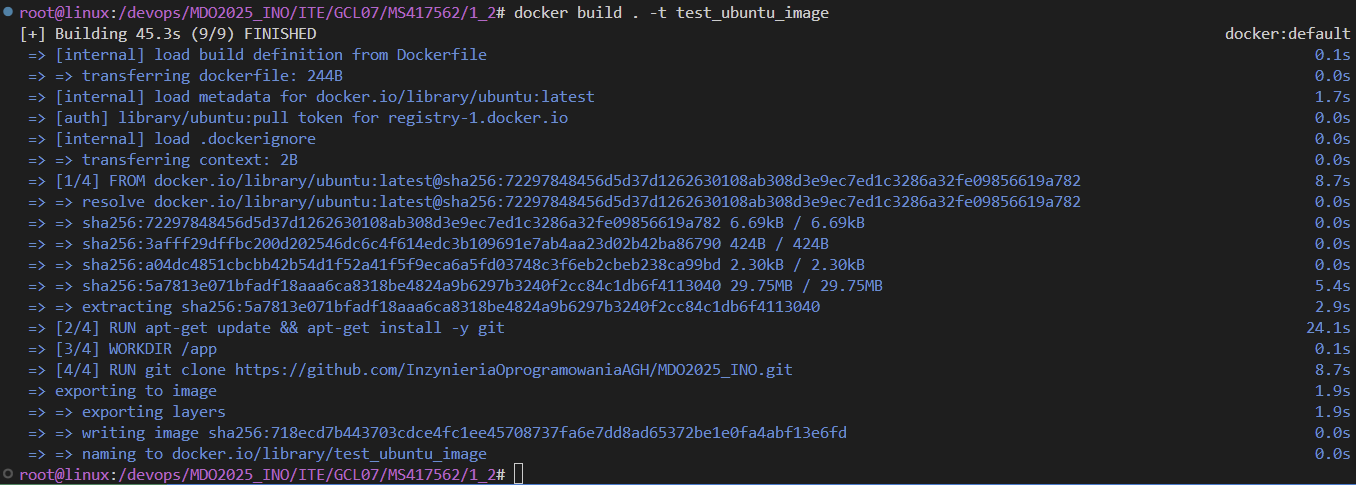 root@linux:/devops/MDO2025_INO/ITE/GCL07/MS417562/1_2# docker build . -t test_ubuntu_image
[+] Building 45.3s (9/9) FINISHED docker:default
=> [internal] load build definition from Dockerfile 0.1s
=> => transferring dockerfile: 244B 0.0s
=> [internal] load metadata for docker.io/library/ubuntu:latest 1.7s
=> [auth] library/ubuntu:pull token for registry-1.docker.io 0.0s
=> [internal] load .dockerignore 0.0s
=> => transferring context: 2B 0.0s
=> [1/4] FROM docker.io/library/ubuntu:latest@sha256:72297848456d5d37d1262630108ab308d3e9ec7ed1c3286a32fe09856619a782 8.7s
=> => resolve docker.io/library/ubuntu:latest@sha256:72297848456d5d37d1262630108ab308d3e9ec7ed1c3286a32fe09856619a782 0.0s
=> => sha256:72297848456d5d37d1262630108ab308d3e9ec7ed1c3286a32fe09856619a782 6.69kB / 6.69kB 0.0s
=> => sha256:3afff29dffbc200d202546dc6c4f614edc3b109691e7ab4aa23d02b42ba86790 424B / 424B 0.0s
=> => sha256:a04dc4851cbcbb42b54d1f52a41f5f9eca6a5fd03748c3f6eb2cbeb238ca99bd 2.30kB / 2.30kB 0.0s
=> => sha256:5a7813e071bfadf18aaa6ca8318be4824a9b6297b3240f2cc84c1db6f4113040 29.75MB / 29.75MB 5.4s
=> => extracting sha256:5a7813e071bfadf18aaa6ca8318be4824a9b6297b3240f2cc84c1db6f4113040 2.9s
=> [2/4] RUN apt-get update && apt-get install -y git 24.1s
=> [3/4] WORKDIR /app 0.1s
=> [4/4] RUN git clone https://github.com/InzynieriaOprogramowaniaAGH/MDO2025_INO.git 8.7s
=> exporting to image 1.9s
=> => exporting layers 1.9s
=> => writing image sha256:718ecd7b443703cdce4fc1ee45708737fa6e7dd8ad65372be1e0fa4abf13e6fd 0.0s
=> => naming to docker.io/library/test_ubuntu_image 0.0s
root@linux:/devops/MDO2025_INO/ITE/GCL07/MS417562/1_2#